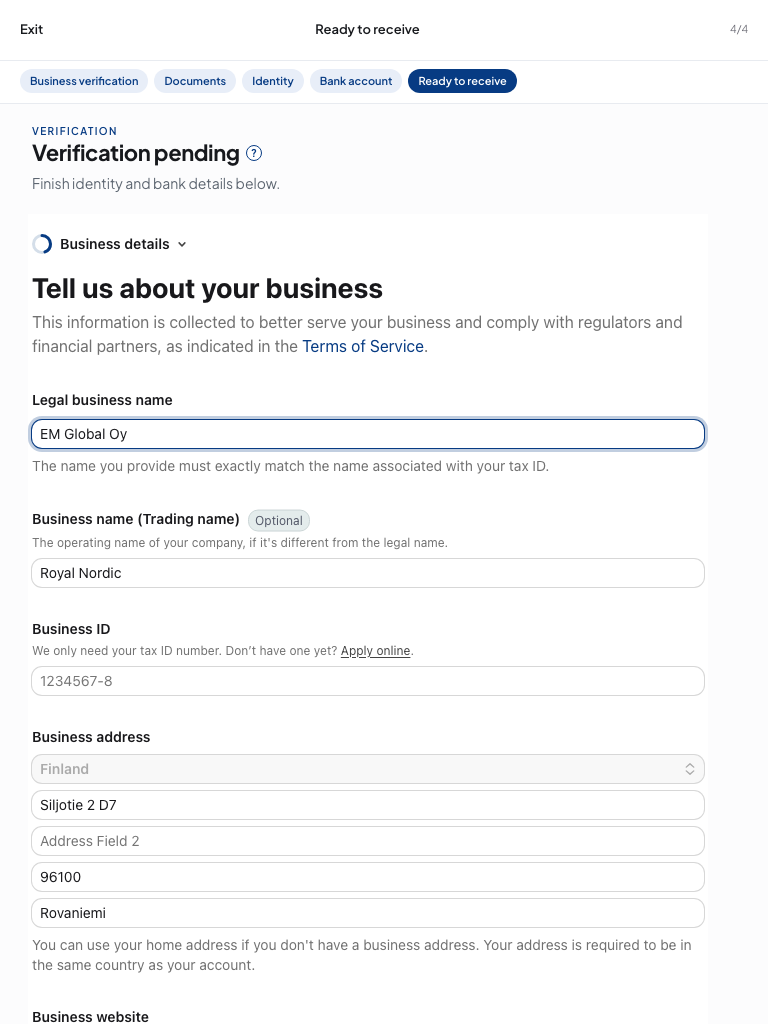 Exit
Ready to receive
4/4
Business verification
Documents
Identity
Bank account
Ready to receive
VERIFICATION
Verification pending ?
Finish identity and bank details below.
Business details
Tell us about your business
This information is collected to better serve your business and comply with regulators and
financial partners, as indicated in the Terms of Service.
Legal business name
EM Global Oy
The name you provide must exactly match the name associated with your tax ID.
Business name (Trading name) Optional
The operating name of your company, if it's different from the legal name.
Royal Nordic
Business ID
We only need your tax ID number. Don’t have one yet? Apply online.
1234567-8
Business address
Finland
Siljotie 2 D7
Address Field 2
96100
Rovaniemi
You can use your home address if you don't have a business address. Your address is required to be in
the same country as your account.
Business website